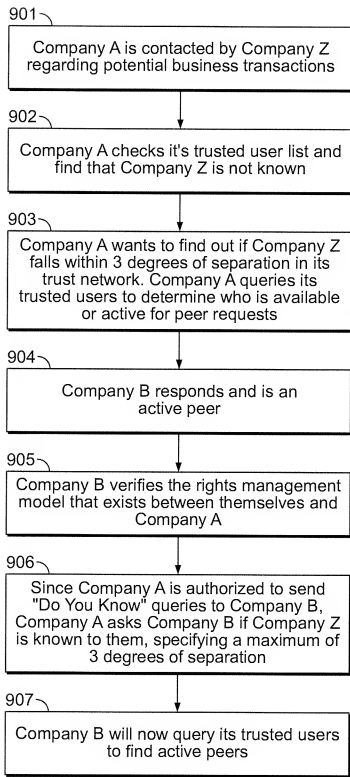 901
Company A is contacted by Company Z
regarding potential business transactions
902
Company A checks it's trusted user list and
find that Company Z is not known
903
Company A wants to find out if Company Z
falls within 3 degrees of separation in its
trust network. Company A queries its
trusted users to determine who is available
or active for peer requests
904
Company B responds and is an
active peer
905
Company B verifies the rights management
model that exists between themselves and
Company A
906
Since Company A is authorized to send
"Do You Know" queries to Company B,
Company A asks Company B if Company Z
is known to them, specifying a maximum of
3 degrees of separation
907
Company B will now query its trusted users
to find active peers